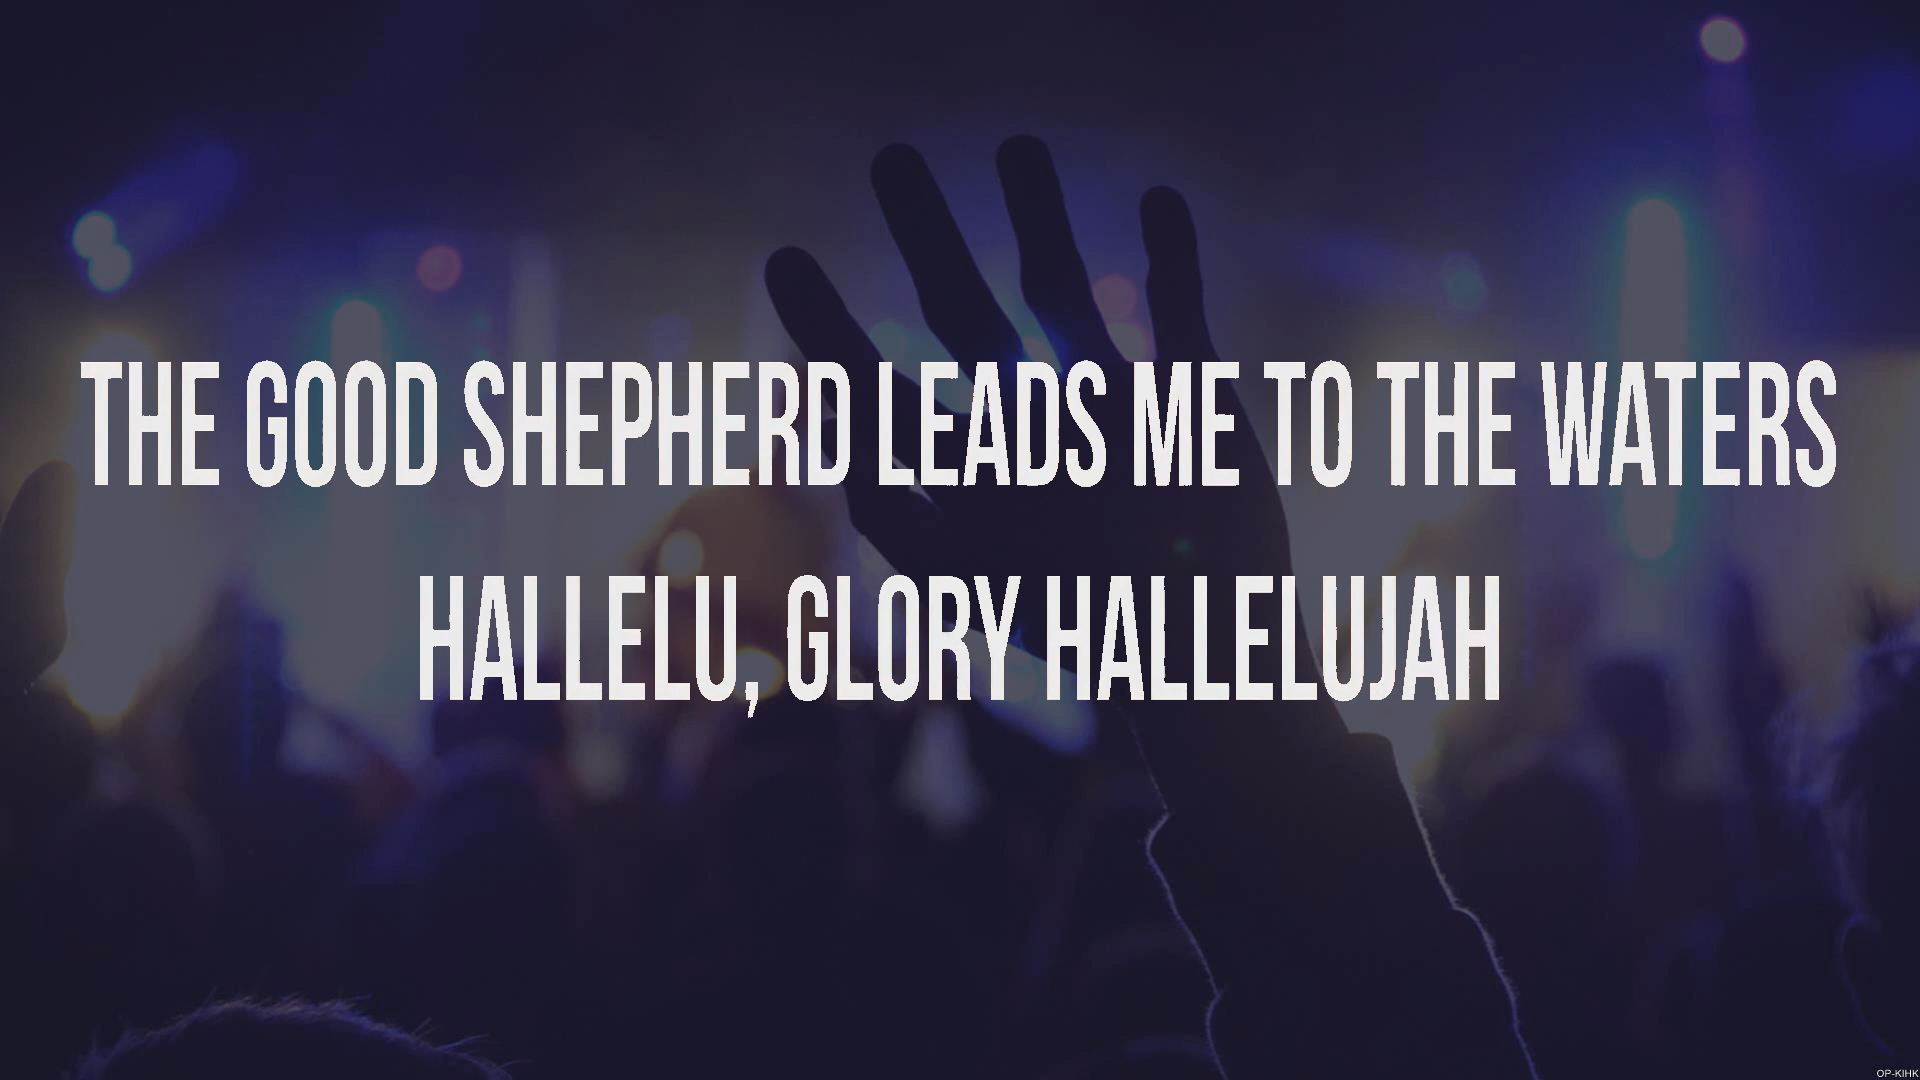 THE GOOD SHEPHERD LEADS ME TO THE WATERS
HALLELU, GLORY HALLELUJAH
OP-KIHK